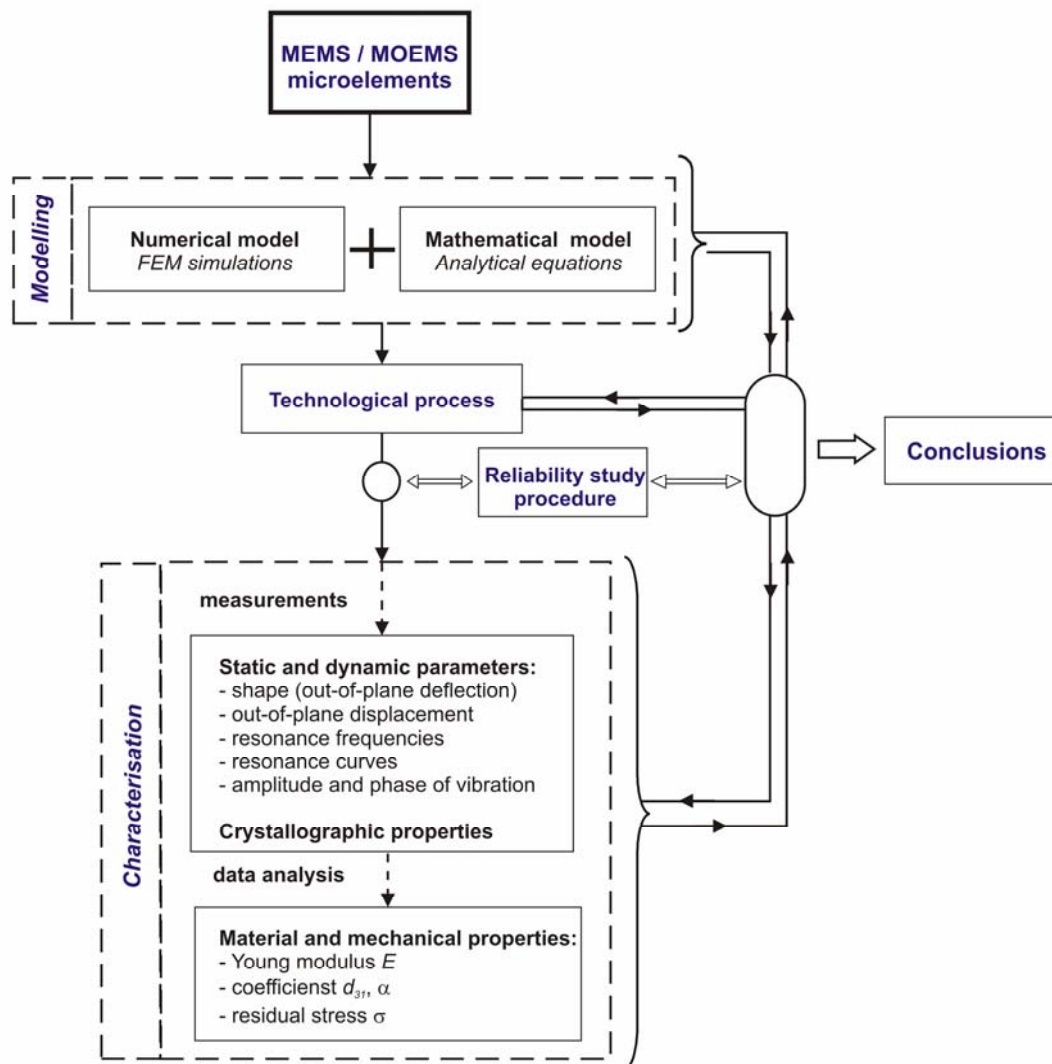 MEMS / MOEMS
microelements
Modelling
Numerical model
FEM simulations
+
Mathematical model
Analytical equations
Technological process
Reliability study
procedure
Conclusions
Characterisation
measurements
Static and dynamic parameters:
- shape (out-of-plane deflection)
- out-of-plane displacement
- resonance frequencies
- resonance curves
- amplitude and phase of vibration
Crystallographic properties
data analysis
Material and mechanical properties:
- Young modulus E
- coefficienst d₃₁, α
- residual stress σ